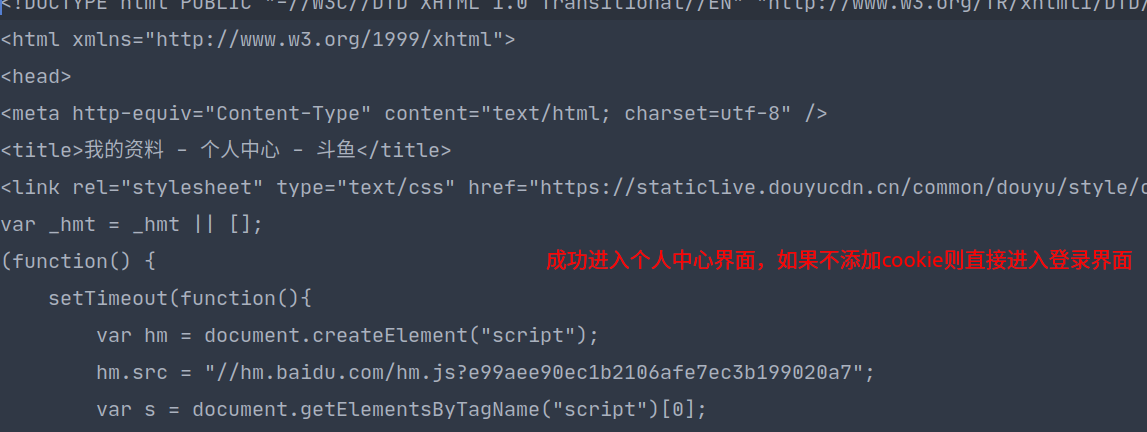 <!DOCTYPE html PUBLIC "-//W3C//DTD XHTML 1.0 Transitional//EN" "http://www.w3.org/TR/xhtml1/DTD/
<html xmlns="http://www.w3.org/1999/xhtml">
<head>
<meta http-equiv="Content-Type" content="text/html; charset=utf-8" />
<title>我的资料 - 个人中心 - 斗鱼</title>
<link rel="stylesheet" type="text/css" href="https://staticlive.douyucdn.cn/common/douyu/style/c
var _hmt = _hmt || [];
(function() {
成功进入个人中心界面，如果不添加cookie则直接进入登录界面
setTimeout(function(){
var hm = document.createElement("script");
hm.src = "//hm.baidu.com/hm.js?e99aee90ec1b2106afe7ec3b199020a7";
var s = document.getElementsByTagName("script")[0];